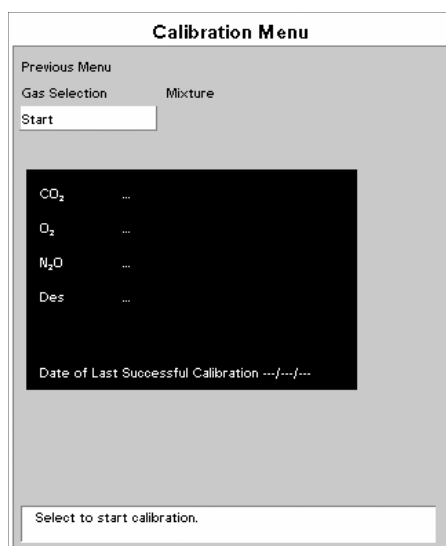 Calibration Menu
Previous Menu
Gas Selection Mixture
Start
CO₂ ...
O₂ ...
N₂O ...
Des ...
Date of Last Successful Calibration ---/---/---
Select to start calibration.